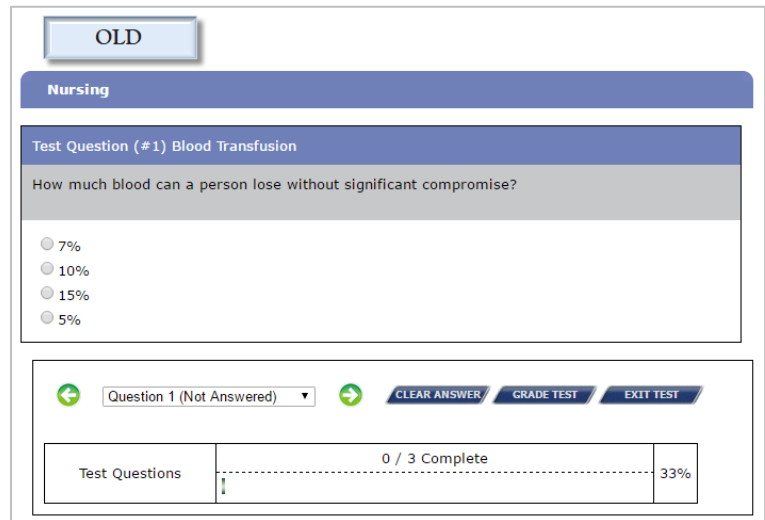 OLD
Nursing
Test Question (#1) Blood Transfusion
How much blood can a person lose without significant compromise?
7%
10%
15%
5%
Question 1 (Not Answered)
CLEAR ANSWER
GRADE TEST
EXIT TEST
Test Questions
0 / 3 Complete
33%